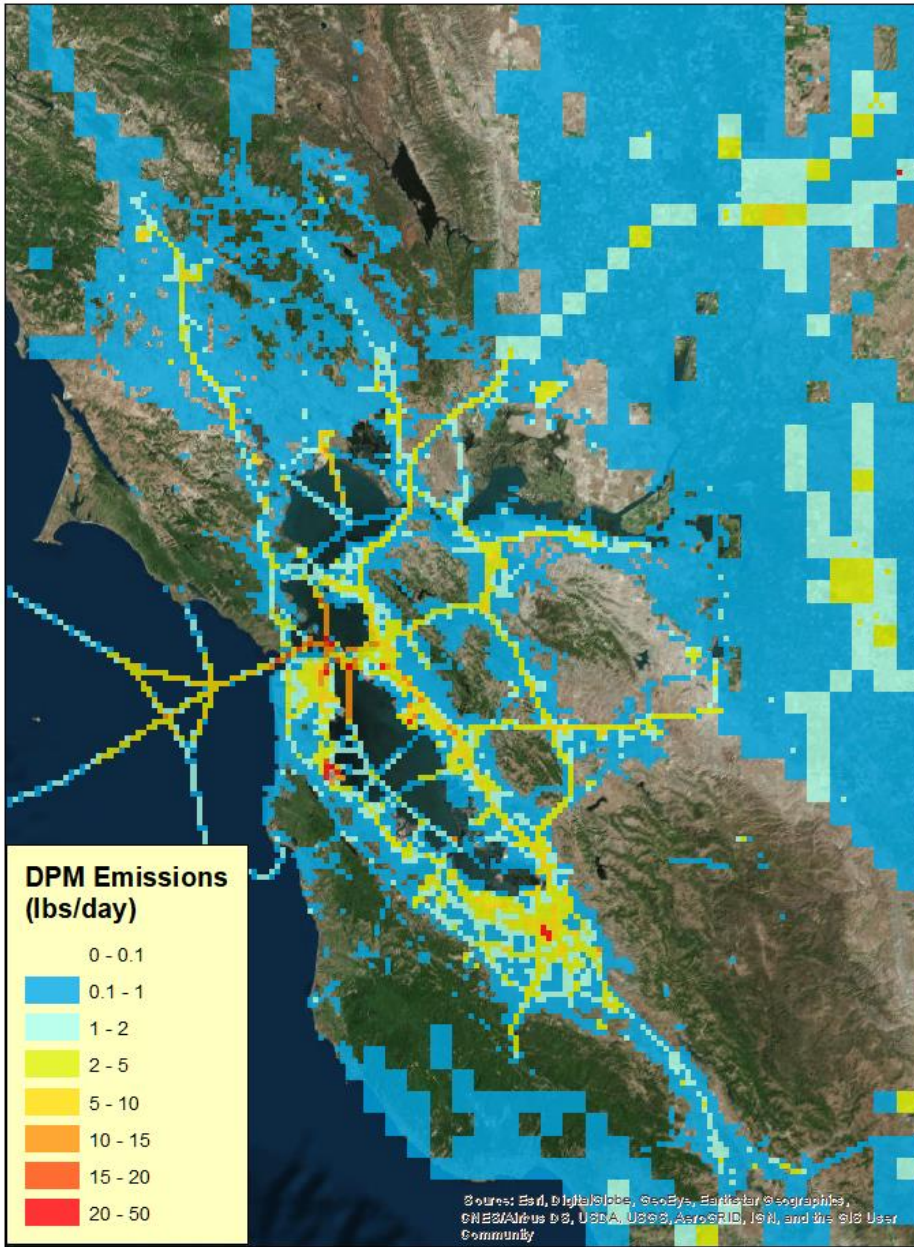 DPM Emissions
(lbs/day)
0 - 0.1
0.1 - 1
1 - 2
2 - 5
5 - 10
10 - 15
15 - 20
20 - 50
Source: Esri, DigitalGlobe, GeoEye, Earthstar Geographics,
CNES/Airbus DS, USDA, USGS, AeroGRID, IGN, and the GIS User
Community